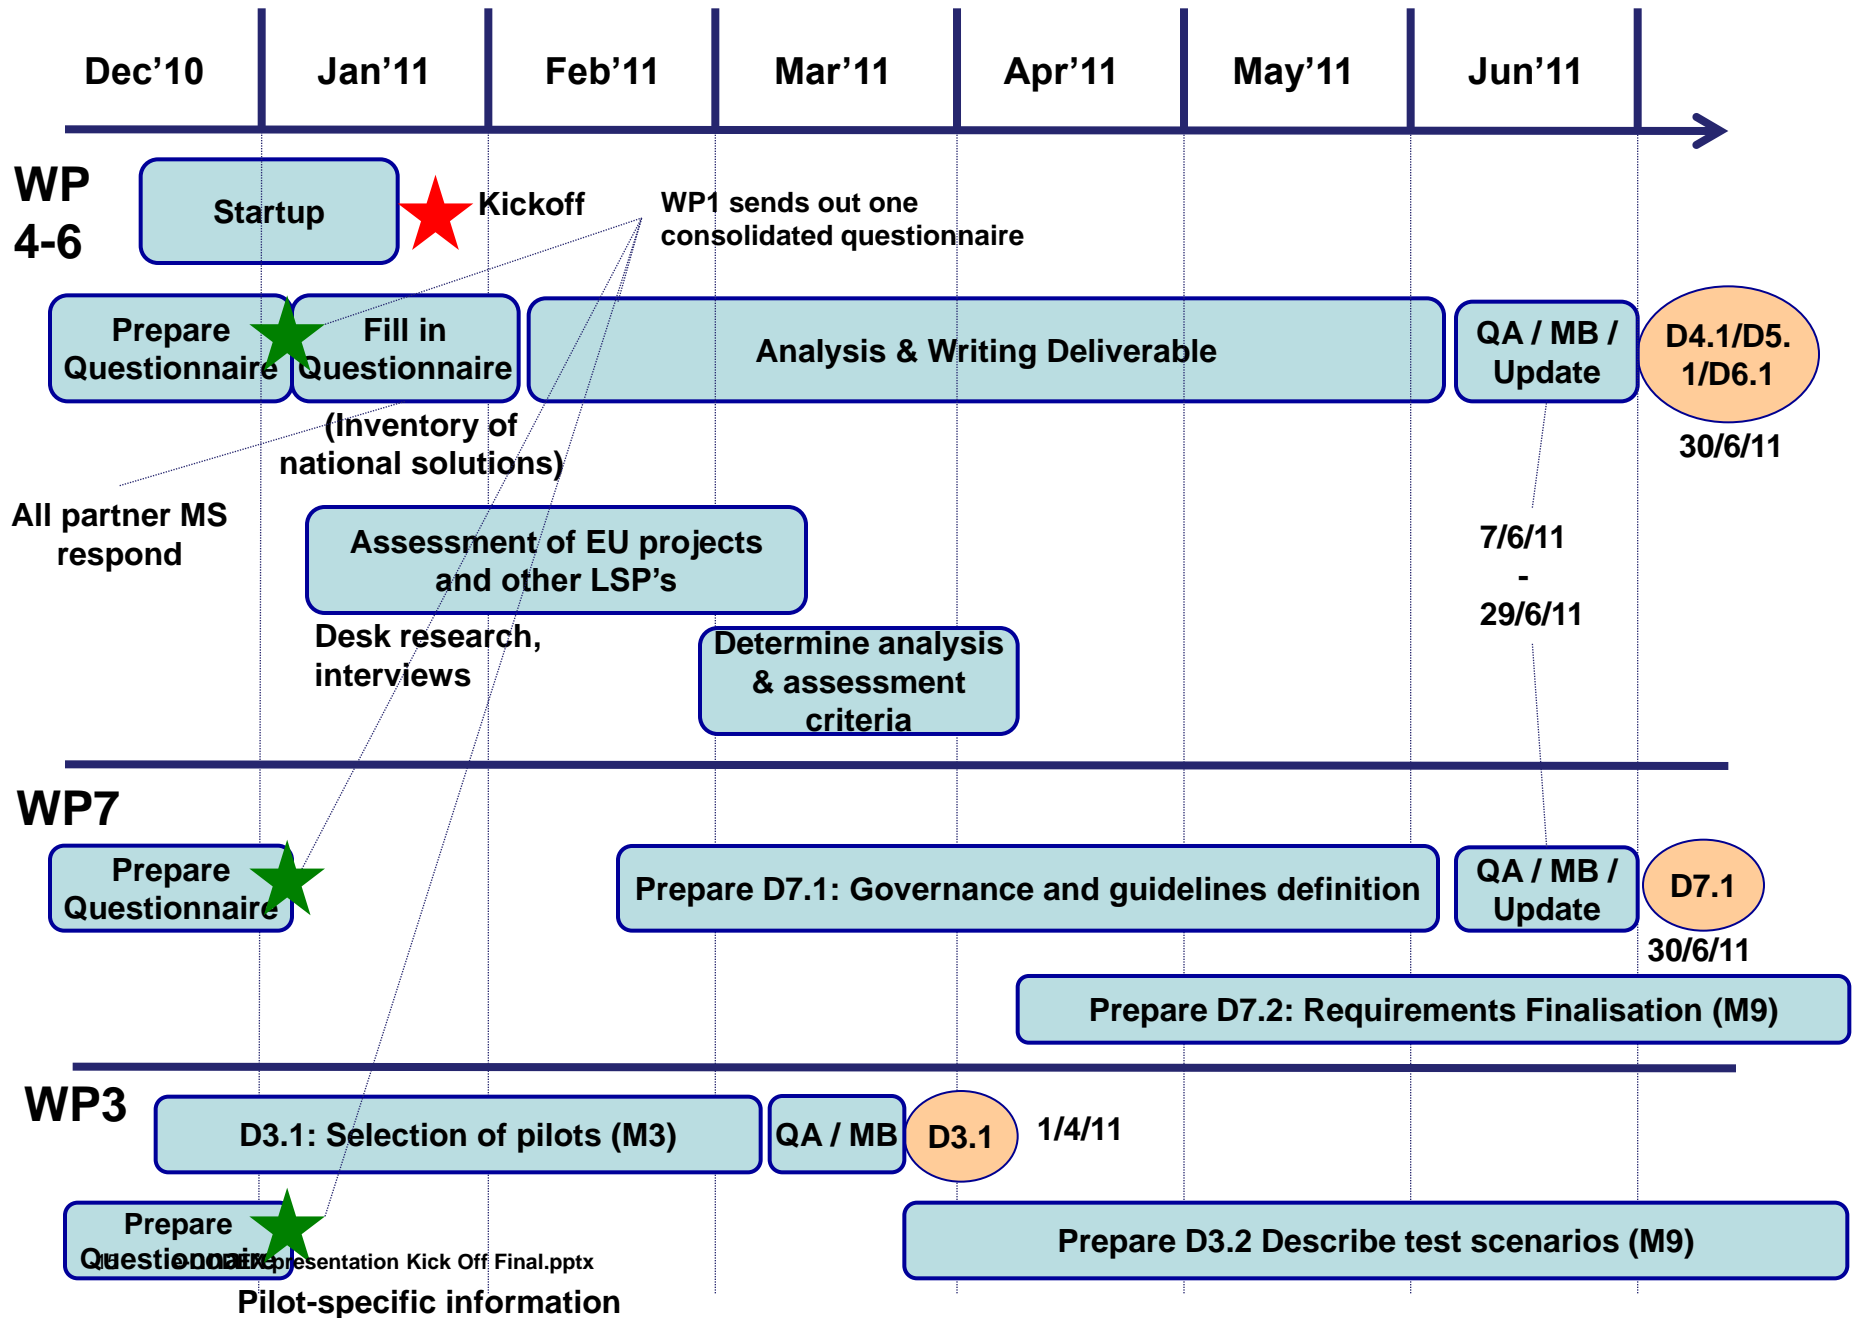 Dec’10
Jan’11
Feb’11
Mar’11
Apr’11
May’11
Jun’11
WP
4-6
Startup
Kickoff
WP1 sends out one
consolidated questionnaire
Prepare
Questionnaire
Fill in
Questionnaire
Analysis & Writing Deliverable
QA / MB /
Update
D4.1/D5.
1/D6.1
30/6/11
(Inventory of
national solutions)
All partner MS
respond
Assessment of EU projects
and other LSP’s
7/6/11
-
29/6/11
Desk research,
interviews
Determine analysis
& assessment
criteria
WP7
Prepare
Questionnaire
Prepare D7.1: Governance and guidelines definition
QA / MB /
Update
D7.1
30/6/11
Prepare D7.2: Requirements Finalisation (M9)
WP3
D3.1: Selection of pilots (M3)
QA / MB
D3.1
1/4/11
Prepare
Questionnaire
presentation Kick Off Final.pptx
Prepare D3.2 Describe test scenarios (M9)
Pilot-specific information